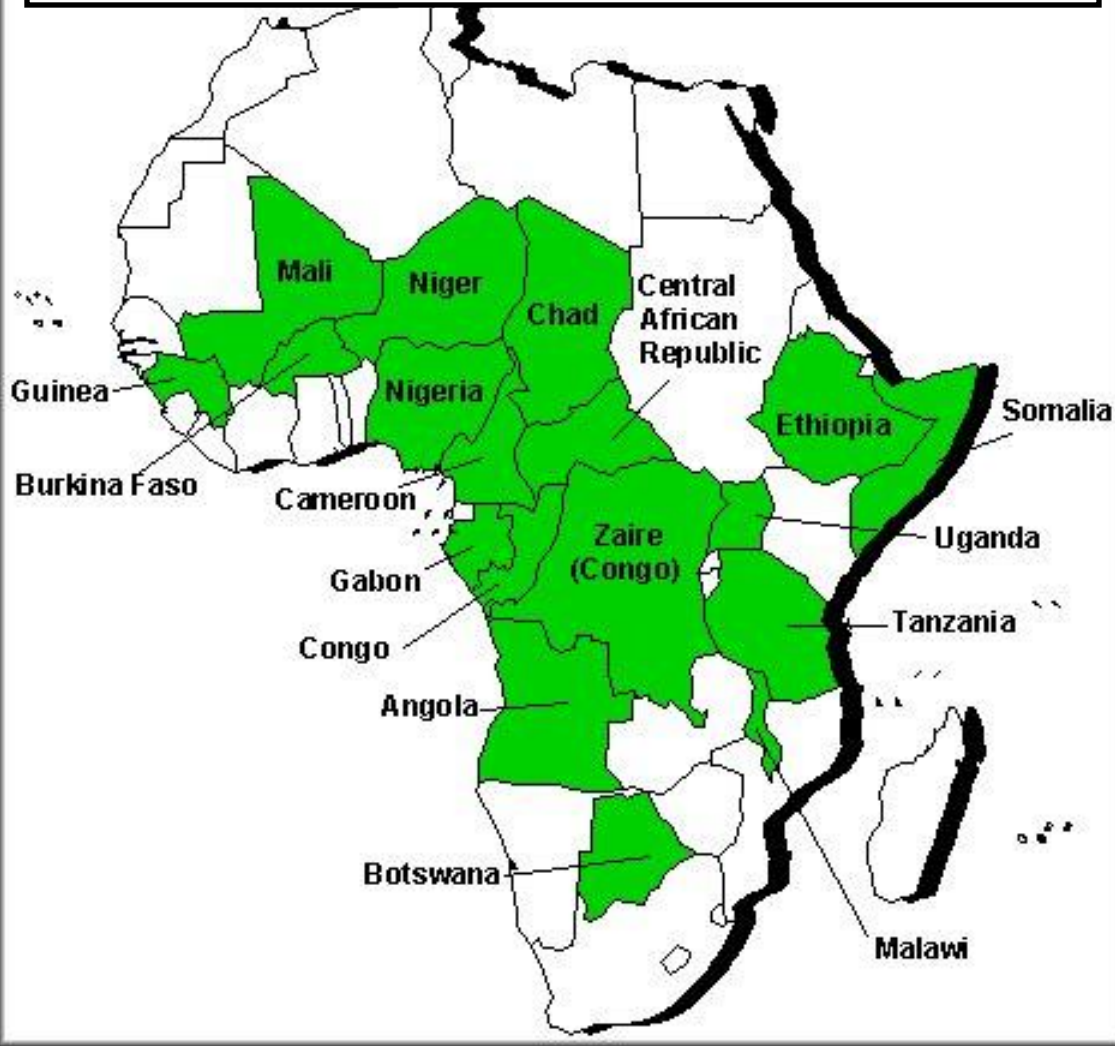 Mali
Niger
Chad
Central
African
Republic
Guinea
Nigeria
Ethiopia
Somalia
Burkina Faso
Cameroon
Zaire
(Congo)
Uganda
Gabon
Tanzania
Congo
Angola
Botswana
Malawi